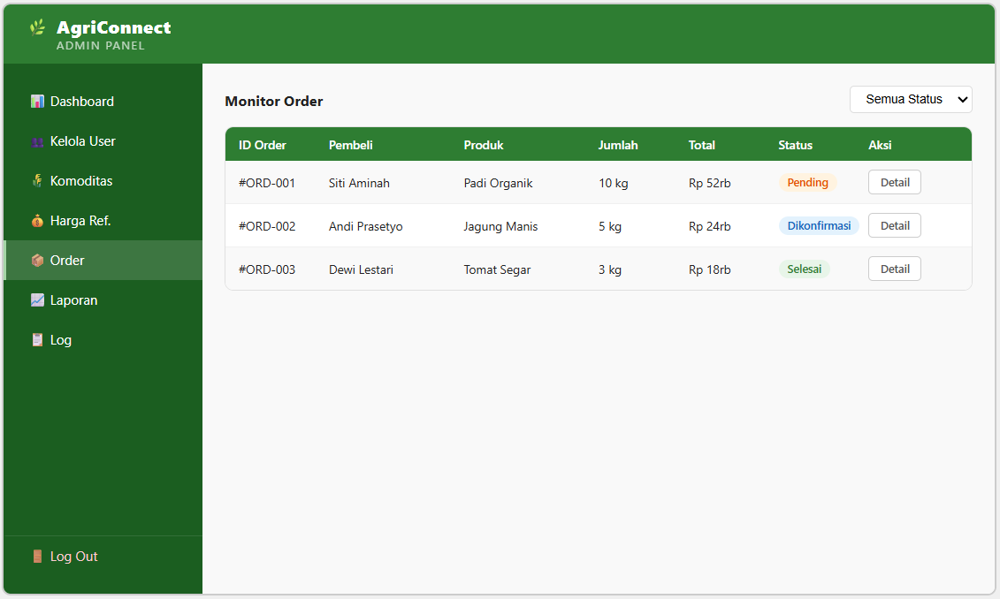 AgriConnect
ADMIN PANEL
Dashboard
Kelola User
Komoditas
Harga Ref.
Order
Laporan
Log
Log Out
Monitor Order
Semua Status
ID Order Pembeli Produk Jumlah Total Status Aksi
#ORD-001 Siti Aminah Padi Organik 10 kg Rp 52rb Pending Detail
#ORD-002 Andi Prasetyo Jagung Manis 5 kg Rp 24rb Dikonfirmasi Detail
#ORD-003 Dewi Lestari Tomat Segar 3 kg Rp 18rb Selesai Detail